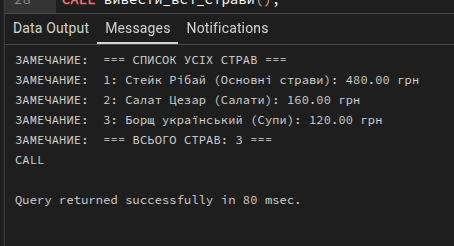 28 CALL вивести_всі_страви();
Data Output Messages Notifications
ЗАМЕЧАНИЕ: === СПИСОК УСІХ СТРАВ ===
ЗАМЕЧАНИЕ: 1: Стейк Рібай (Основні страви): 480.00 грн
ЗАМЕЧАНИЕ: 2: Салат Цезар (Салати): 160.00 грн
ЗАМЕЧАНИЕ: 3: Борщ український (Супи): 120.00 грн
ЗАМЕЧАНИЕ: === ВСЬОГО СТРАВ: 3 ===
CALL
Query returned successfully in 80 msec.